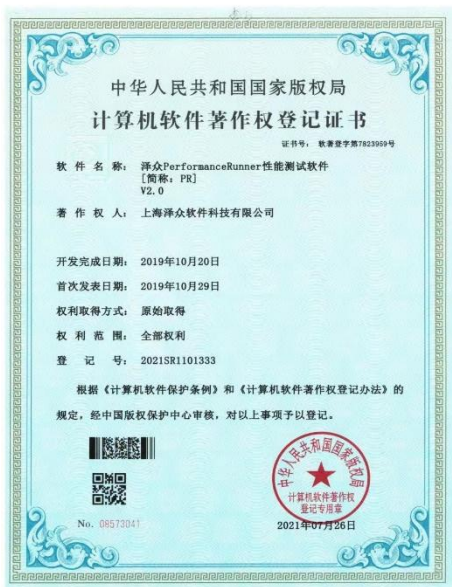 中华人民共和国国家版权局
计算机软件著作权登记证书
证书号： 软著登字第7823959号
软 件 名 称： 泽众PerformanceRunner性能测试软件
[简称：PR]
V2.0
著 作 权 人： 上海泽众软件科技有限公司
开发完成日期： 2019年10月20日
首次发表日期： 2019年10月29日
权利取得方式： 原始取得
权 利 范 围： 全部权利
登 记 号： 2021SR1101333
根据《计算机软件保护条例》和《计算机软件著作权登记办法》的
规定，经中国版权保护中心审核，对以上事项予以登记。
中华人民共和国国家版权局
计算机软件著作权
登记专用章
No. 08573041
2021年07月26日